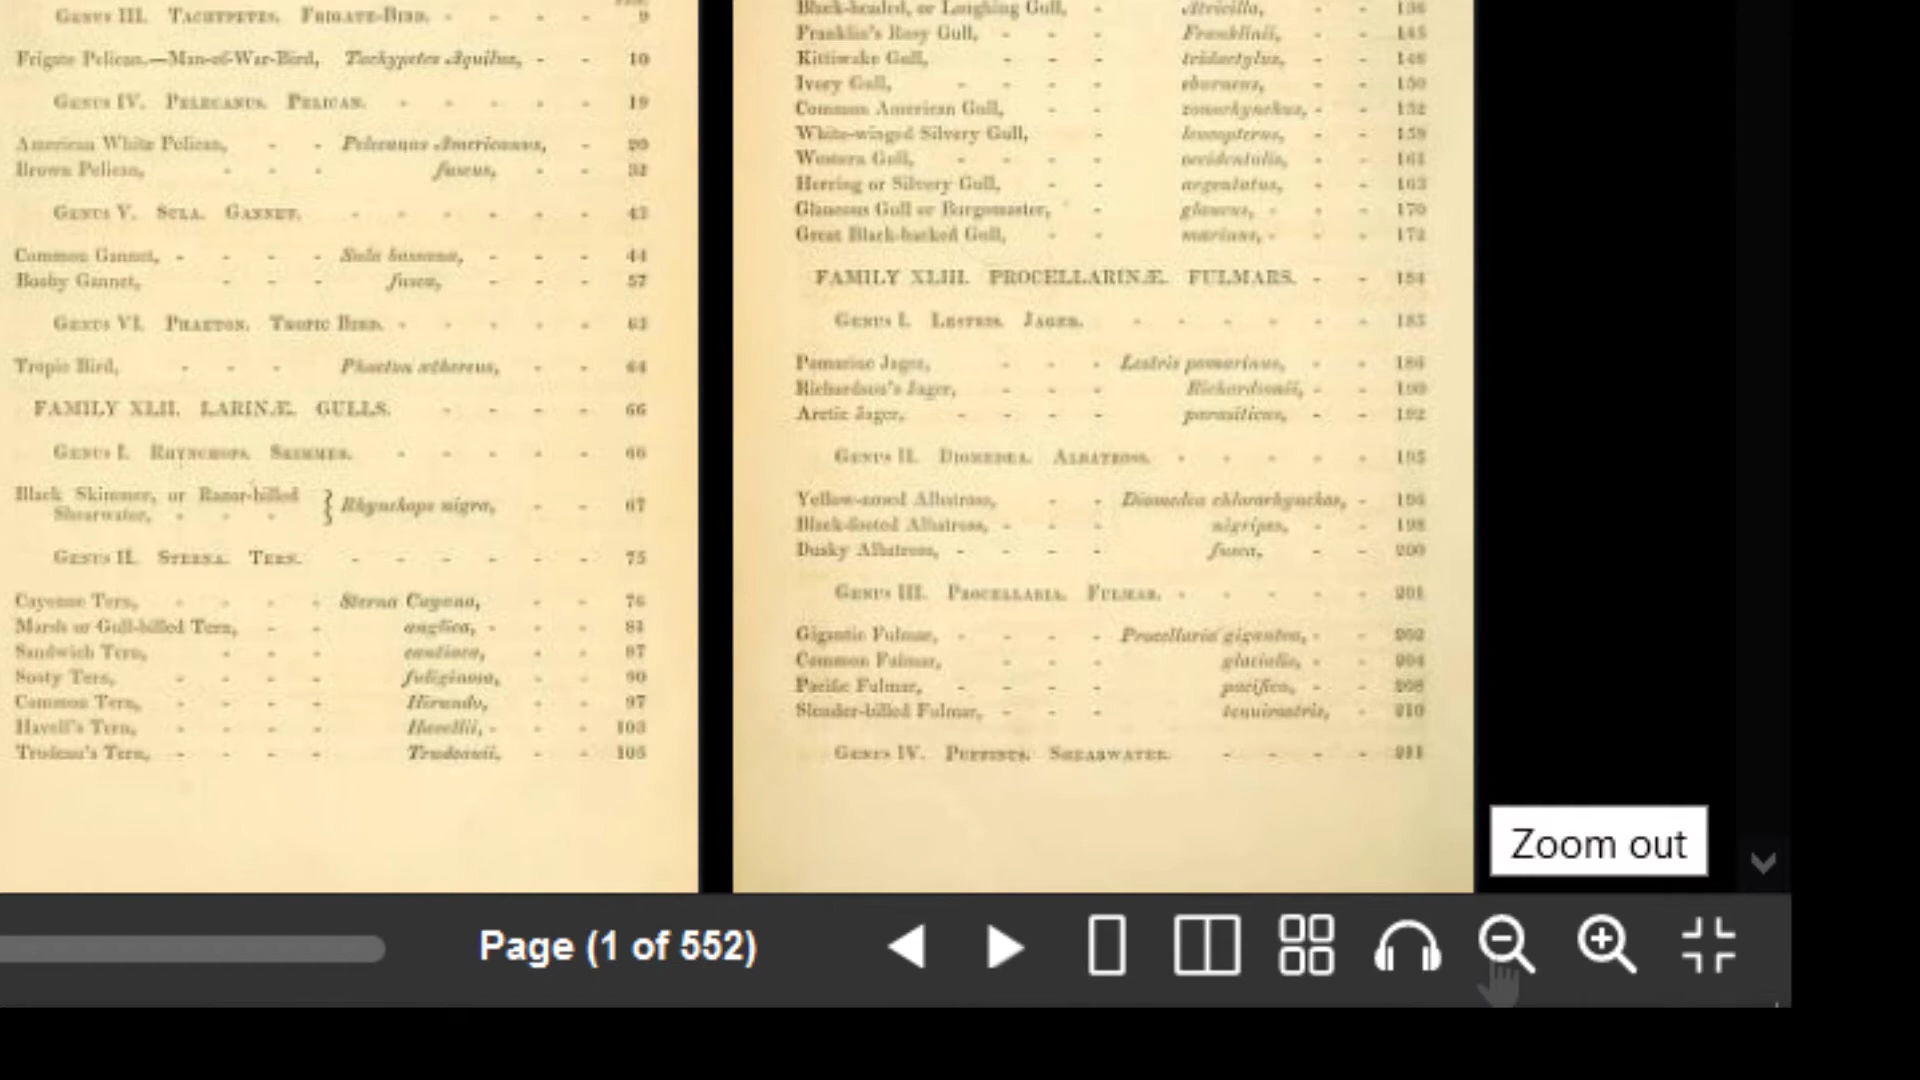 Genus III. Tachypetes. Frigate-Bird. - - - - - 9
Frigate Pelican.—Man-of-War-Bird, Tachypetes Aquilus, - - 10
Genus IV. Pelecanus. Pelican. - - - - - 19
American White Pelican, - - Pelecanus Americanus, - 20
Brown Pelican, - - - fuscus, - - 32
Genus V. Sula. Gannet. - - - - - - 43
Common Gannet, - - - - Sula bassana, - - - 44
Booby Gannet, - - - fusca, - - - 57
Genus VI. Phaeton. Tropic Bird. - - - - - 63
Tropic Bird, - - - Phaeton æthereus, - - 64
FAMILY XLII. LARINÆ. GULLS. - - - - 66
Genus I. Rhynchops. Skimmer. - - - - - 66
Black Skimmer, or Razor-billed
Shearwater, - - - } Rhynchops nigra, - - 67
Genus II. Sterna. Tern. - - - - - - 75
Cayenne Tern, - - - - Sterna Cayana, - - 76
Marsh or Gull-billed Tern, - - anglica, - - - 81
Sandwich Tern, - - - cantiaca, - - 87
Sooty Tern, - - - - fuliginosa, - - 90
Common Tern, - - - - Hirundo, - - 97
Havell's Tern, - - - - Havellii, - - - 103
Trudeau's Tern, - - - - Trudeauii, - - 105
Black-headed, or Laughing Gull, - Atricilla, - - 136
Franklin's Rosy Gull, - - - Franklinii, - - 145
Kittiwake Gull, - - - tridactylus, - - 146
Ivory Gull, - - - - eburneus, - - 150
Common American Gull, - - zonorhynchus, - - 152
White-winged Silvery Gull, - leucopterus, - - 159
Western Gull, - - - - occidentalis, - - 161
Herring or Silvery Gull, - - argentatus, - - 163
Glaucous Gull or Burgomaster, - glaucus, - - - 170
Great Black-backed Gull, - - marinus, - - - 172
FAMILY XLIII. PROCELLARINÆ. FULMARS. - - 184
Genus I. Lestris. Jager. - - - - - - 185
Pomarine Jager, - - - Lestris pomarinus, - - 186
Richardson's Jager, - - - Richardsonii, - - 190
Arctic Jager, - - - - parasiticus, - - 192
Genus II. Diomedea. Albatross. - - - - - 195
Yellow-nosed Albatross, - - Diomedea chlororhynchos, - 196
Black-footed Albatross, - - - nigripes, - - 198
Dusky Albatross, - - - - fusca, - - 200
Genus III. Procellaria. Fulmar. - - - - - 201
Gigantic Fulmar, - - - - Procellaria gigantea, - - 202
Common Fulmar, - - - glacialis, - - 204
Pacific Fulmar, - - - - pacifica, - - 208
Slender-billed Fulmar, - - - tenuirostris, - 210
Genus IV. Puffinus. Shearwater. - - - - 211
Zoom out
Page (1 of 552)